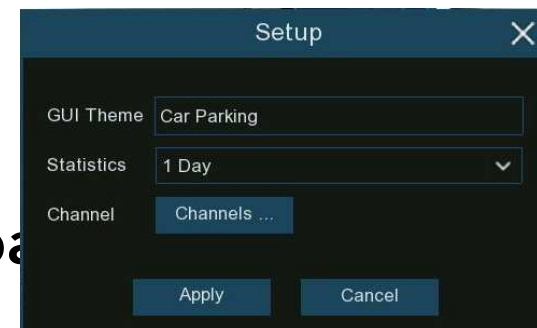 Setup
GUI Theme Car Parking
Statistics 1 Day
Channel Channels ...
Apply Cancel